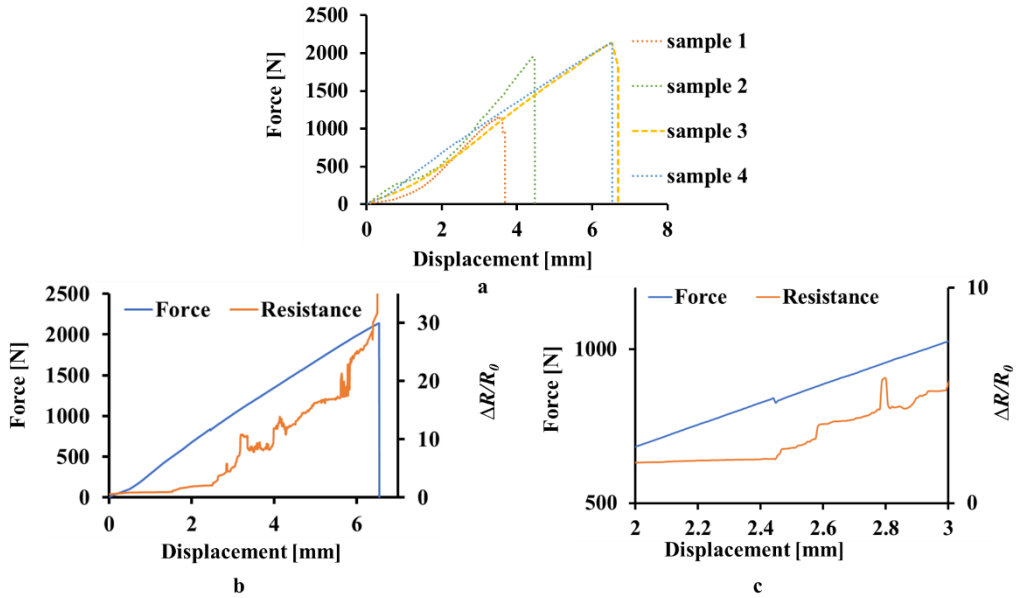 2500
2000
1500
1000
500
0
Force [N]
0 2 4 6 8
Displacement [mm]
sample 1
sample 2
sample 3
sample 4
a
2500
2000
1500
1000
500
0
Force [N]
Force Resistance
30
20
10
0
ΔR/R0
0 2 4 6
Displacement [mm]
b
1000
500
Force [N]
Force Resistance
10
0
ΔR/R0
2 2.2 2.4 2.6 2.8 3
Displacement [mm]
c